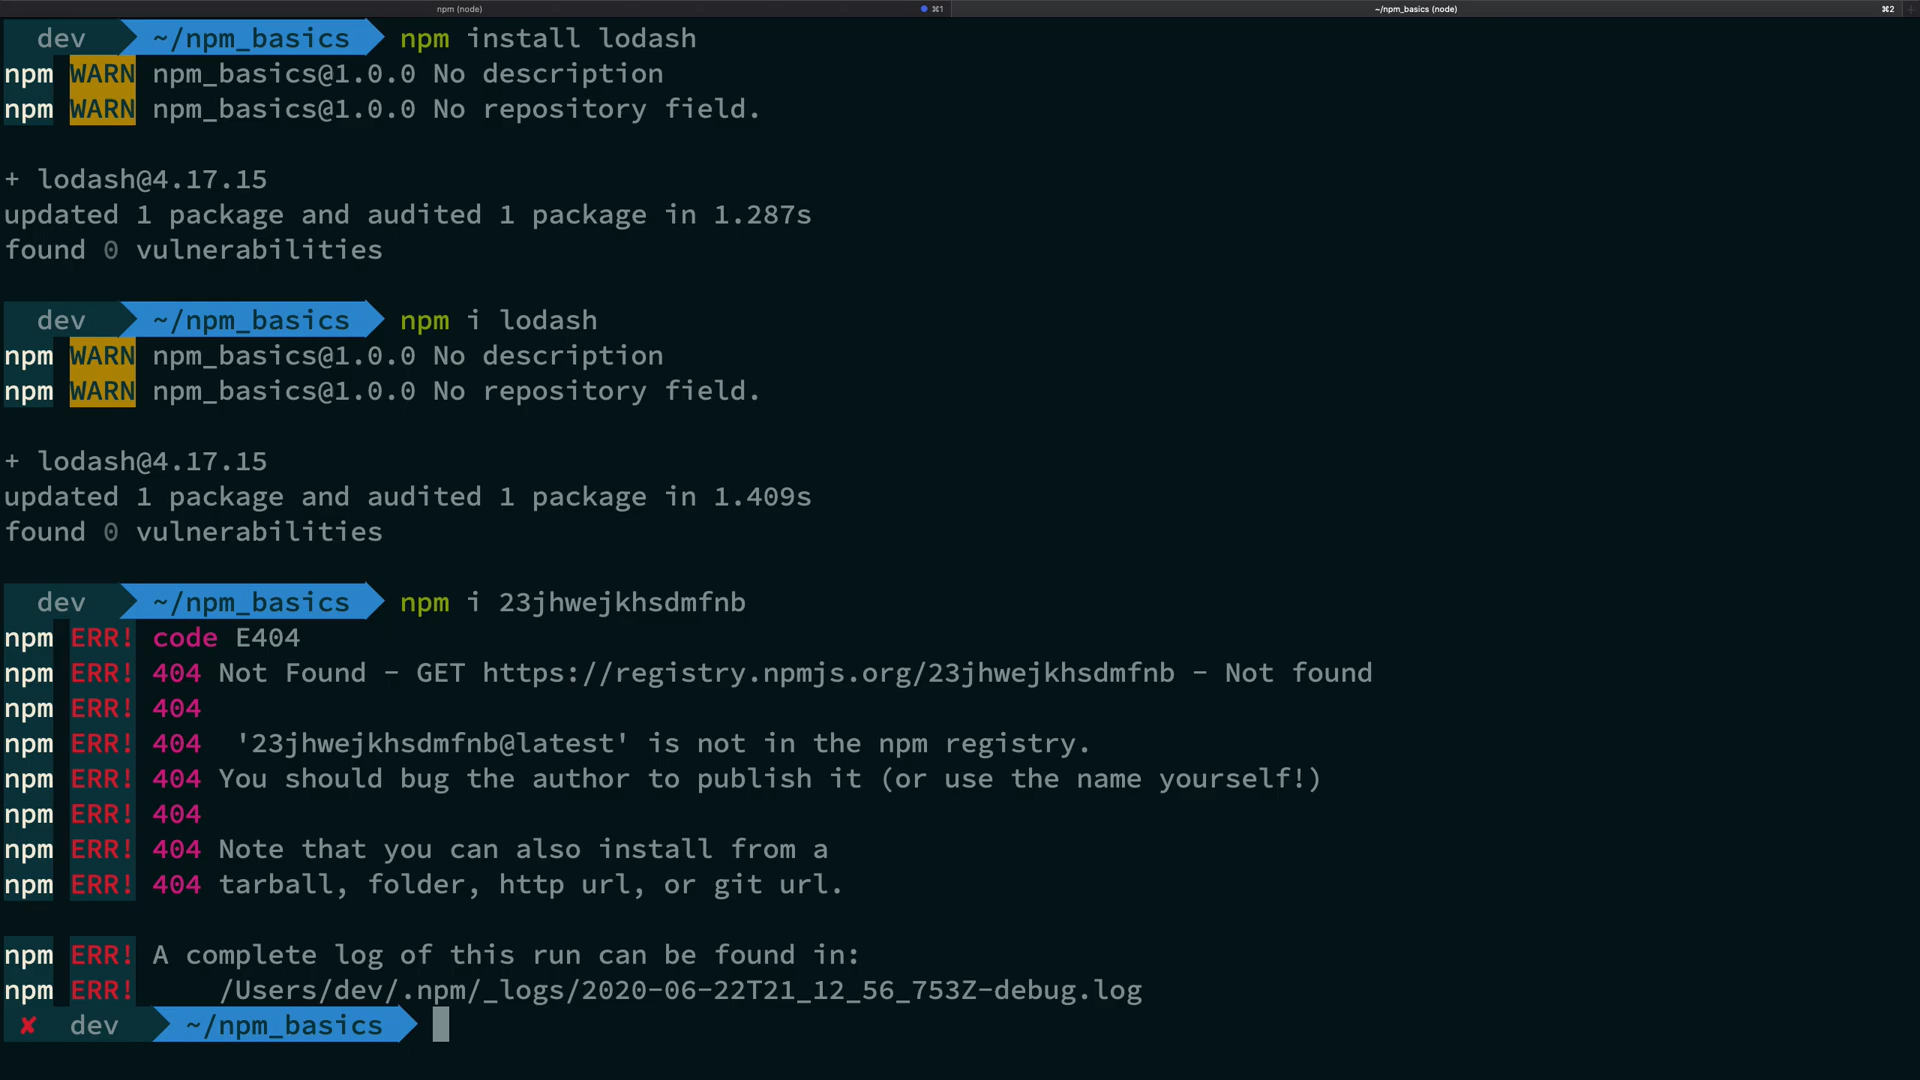 npm (node) ⌘1 ~/npm_basics (node) ⌘2
dev ~/npm_basics npm install lodash
npm WARN npm_basics@1.0.0 No description
npm WARN npm_basics@1.0.0 No repository field.
+ lodash@4.17.15
updated 1 package and audited 1 package in 1.287s
found 0 vulnerabilities
dev ~/npm_basics npm i lodash
npm WARN npm_basics@1.0.0 No description
npm WARN npm_basics@1.0.0 No repository field.
+ lodash@4.17.15
updated 1 package and audited 1 package in 1.409s
found 0 vulnerabilities
dev ~/npm_basics npm i 23jhwejkhsdmfnb
npm ERR! code E404
npm ERR! 404 Not Found - GET https://registry.npmjs.org/23jhwejkhsdmfnb - Not found
npm ERR! 404
npm ERR! 404 '23jhwejkhsdmfnb@latest' is not in the npm registry.
npm ERR! 404 You should bug the author to publish it (or use the name yourself!)
npm ERR! 404
npm ERR! 404 Note that you can also install from a
npm ERR! 404 tarball, folder, http url, or git url.
npm ERR! A complete log of this run can be found in:
npm ERR! /Users/dev/.npm/_logs/2020-06-22T21_12_56_753Z-debug.log
✘ dev ~/npm_basics